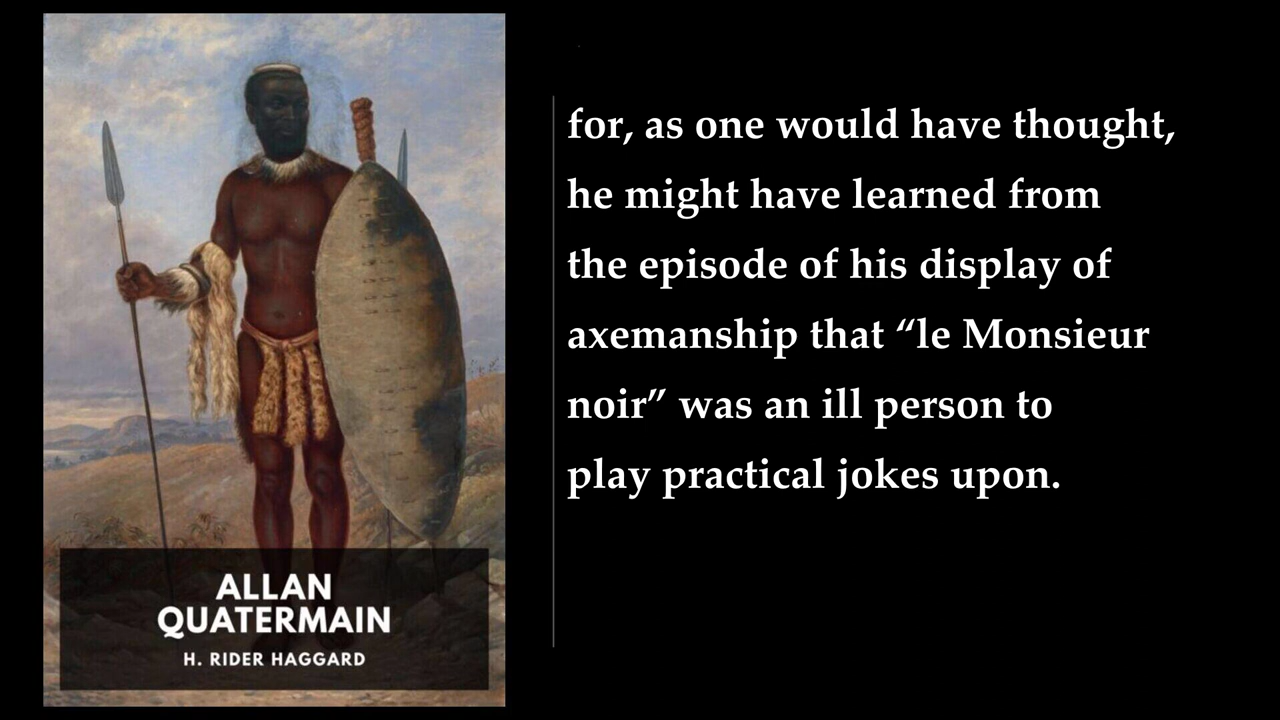 for, as one would have thought,
he might have learned from
the episode of his display of
axemanship that “le Monsieur
noir” was an ill person to
play practical jokes upon.
ALLAN
QUATERMAIN
H. RIDER HAGGARD